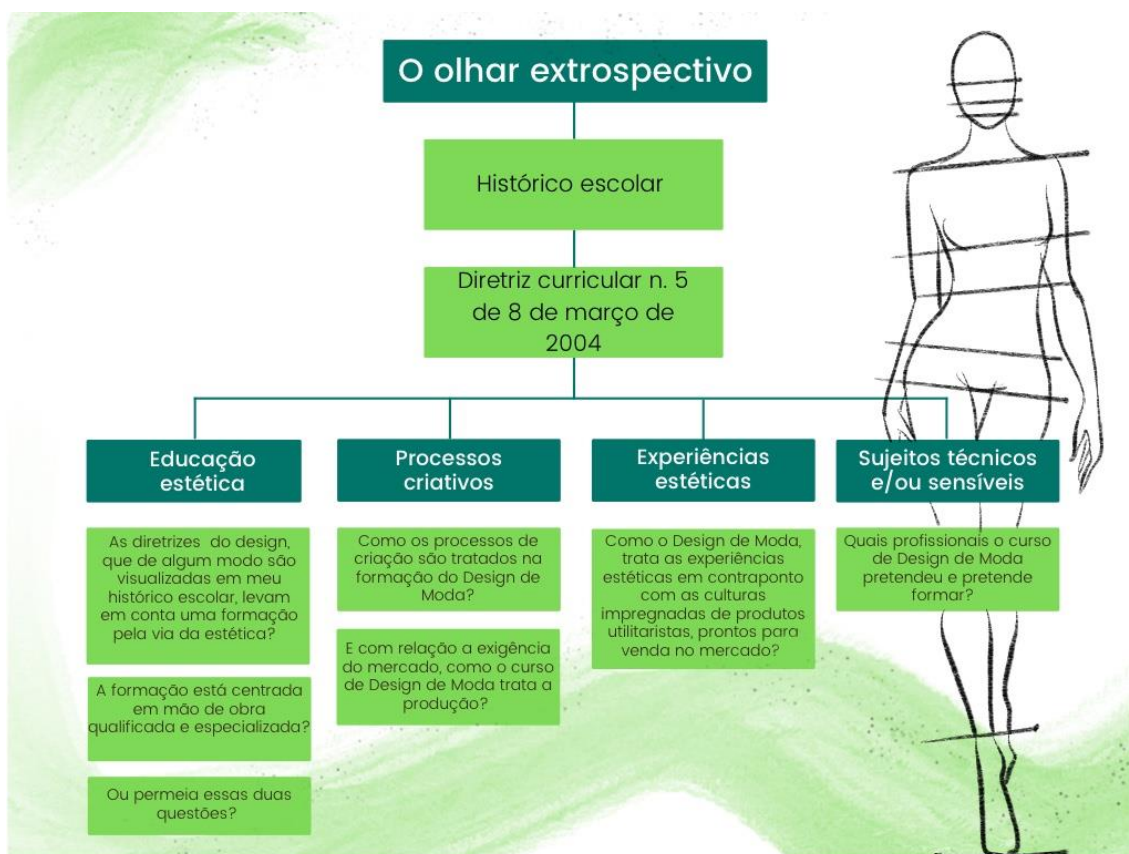 O olhar extrospectivo
Histórico escolar
Diretriz curricular n. 5
de 8 de março de
2004
Educação
estética
As diretrizes do design,
que de algum modo são
visualizadas em meu
histórico escolar, levam
em conta uma formação
pela via da estética?
A formação está centrada
em mão de obra
qualificada e especializada?
Ou permeia essas duas
questões?
Processos
criativos
Como os processos de
criação são tratados na
formação do Design de
Moda?
E com relação a exigência
do mercado, como o curso
de Design de Moda trata a
produção?
Experiências
estéticas
Como o Design de Moda,
trata as experiências
estéticas em contraponto
com as culturas
impregnadas de produtos
utilitaristas, prontos para
venda no mercado?
Sujeitos técnicos
e/ou sensíveis
Quais profissionais o curso
de Design de Moda
pretendeu e pretende
formar?